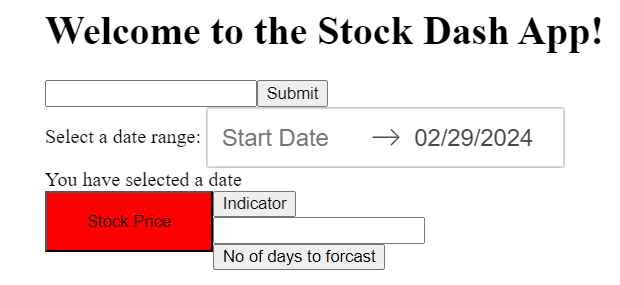 Welcome to the Stock Dash App!
Submit
Select a date range: Start Date → 02/29/2024
You have selected a date
Stock Price Indicator
No of days to forcast